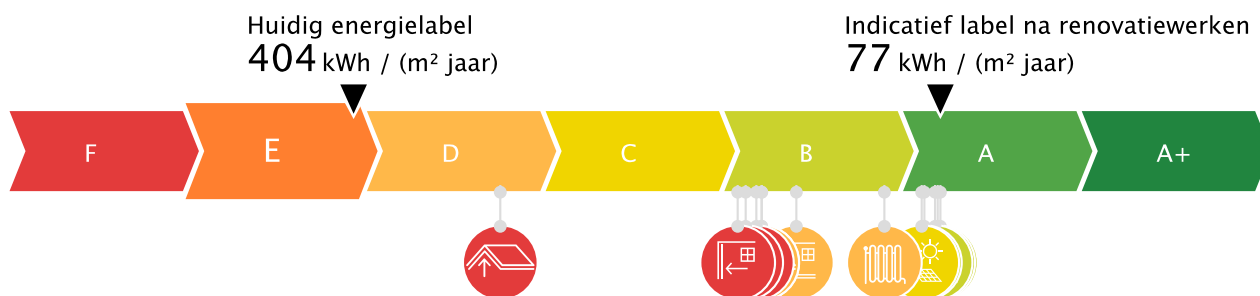 Huidig energielabel
404 kWh / (m² jaar)
Indicatief label na renovatiewerken
77 kWh / (m² jaar)
F
E
D
C
B
A
A+